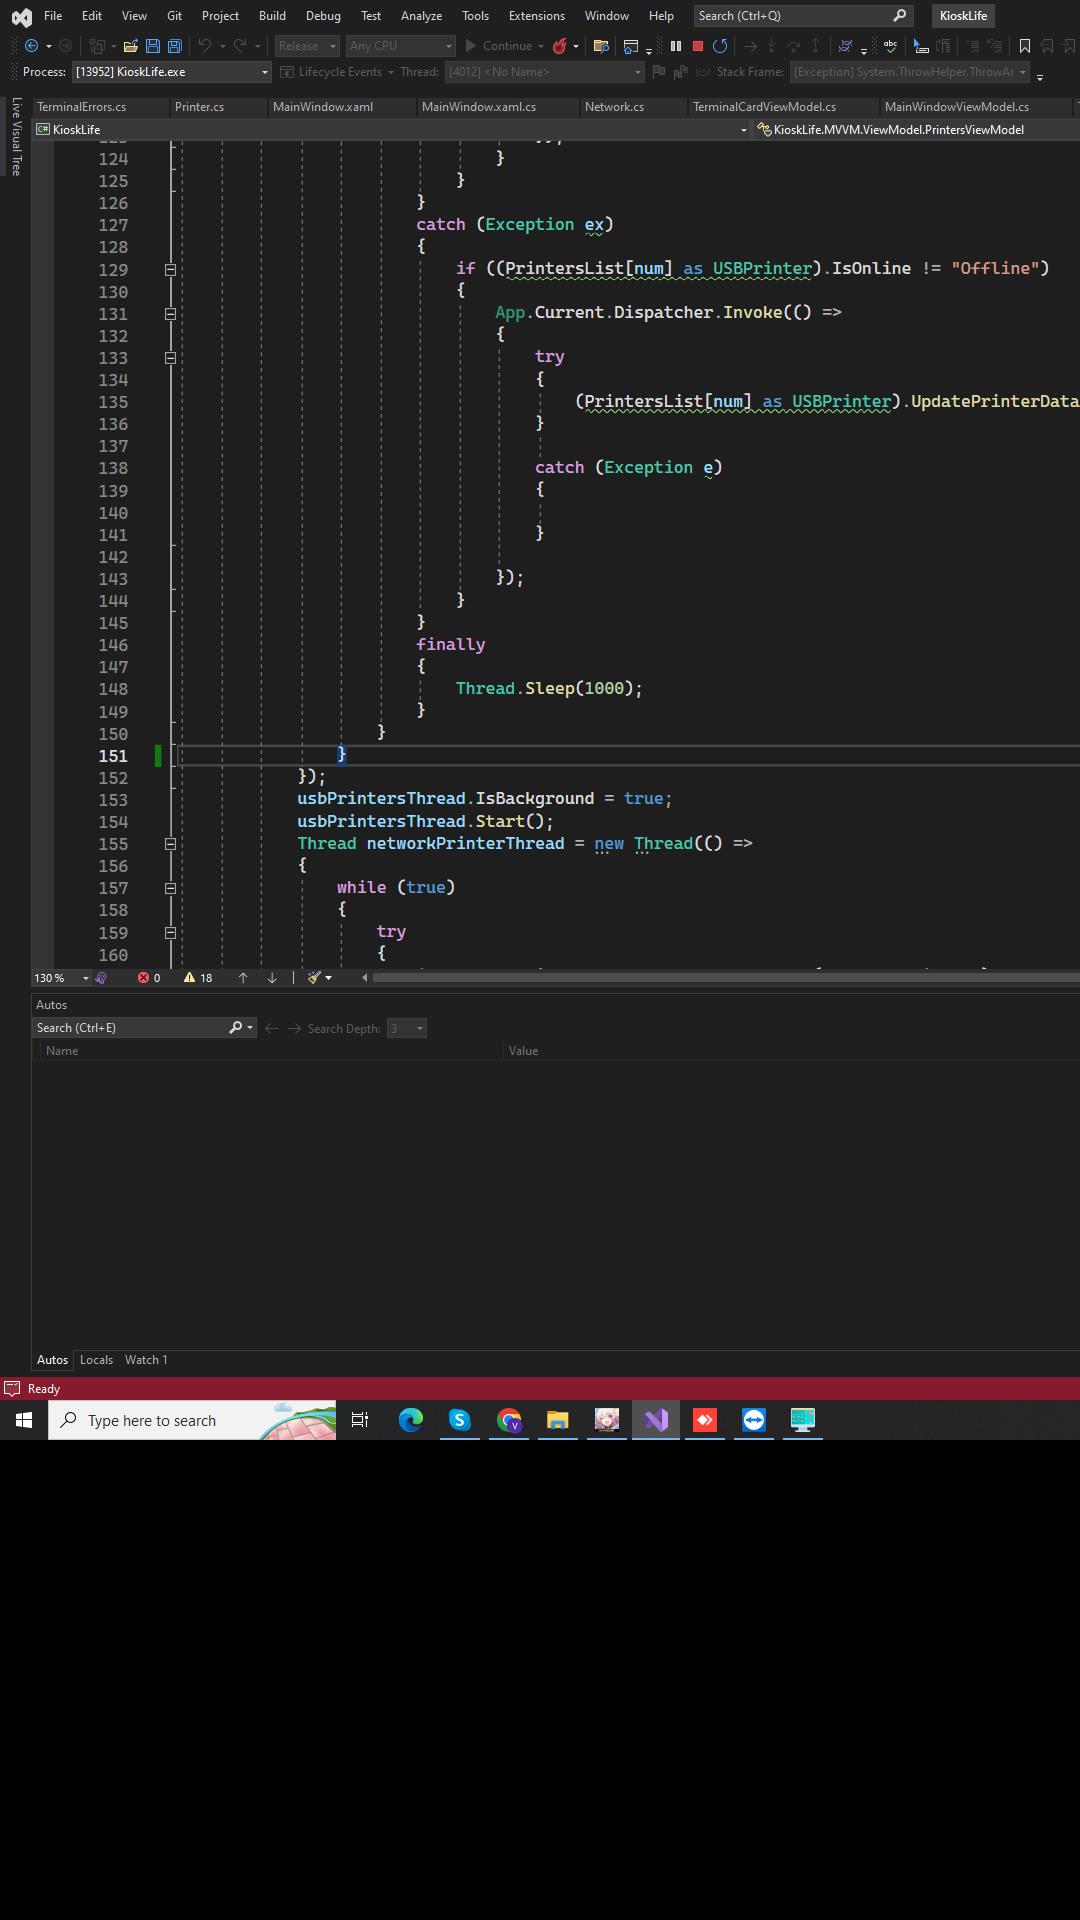 File Edit View Git Project Build Debug Test Analyze Tools Extensions Window Help Search (Ctrl+Q) KioskLife
Release Any CPU Continue
Process: [13952] KioskLife.exe Lifecycle Events Thread: [4012] <No Name> Stack Frame: [Exception] System.ThrowHelper.ThrowAr
TerminalErrors.cs Printer.cs MainWindow.xaml MainWindow.xaml.cs Network.cs TerminalCardViewModel.cs MainWindowViewModel.cs
Live Visual Tree
C# KioskLife KioskLife.MVVM.ViewModel.PrintersViewModel
124 }
125 }
126 }
127 catch (Exception ex)
128 {
129 if ((PrintersList[num] as USBPrinter).IsOnline != "Offline")
130 {
131 App.Current.Dispatcher.Invoke(() =>
132 {
133 try
134 {
135 (PrintersList[num] as USBPrinter).UpdatePrinterData
136 }
137
138 catch (Exception e)
139 {
140
141 }
142
143 });
144 }
145 }
146 finally
147 {
148 Thread.Sleep(1000);
149 }
150 }
151 }
152 });
153 usbPrintersThread.IsBackground = true;
154 usbPrintersThread.Start();
155 Thread networkPrinterThread = new Thread(() =>
156 {
157 while (true)
158 {
159 try
160 {
130 % 0 18
Autos
Search (Ctrl+E) Search Depth: 3
Name Value
Autos Locals Watch 1
Ready
Type here to search